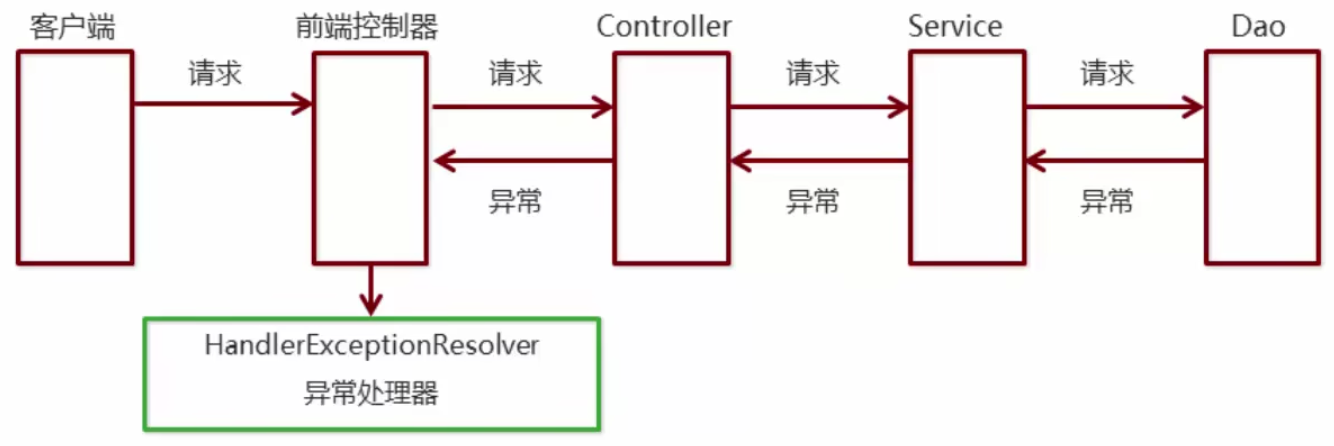 客户端
前端控制器
Controller
Service
Dao
请求
请求
请求
请求
异常
异常
异常
HandlerExceptionResolver
异常处理器